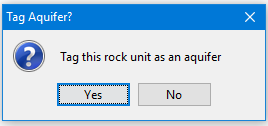 Tag Aquifer?
Tag this rock unit as an aquifer
Yes No